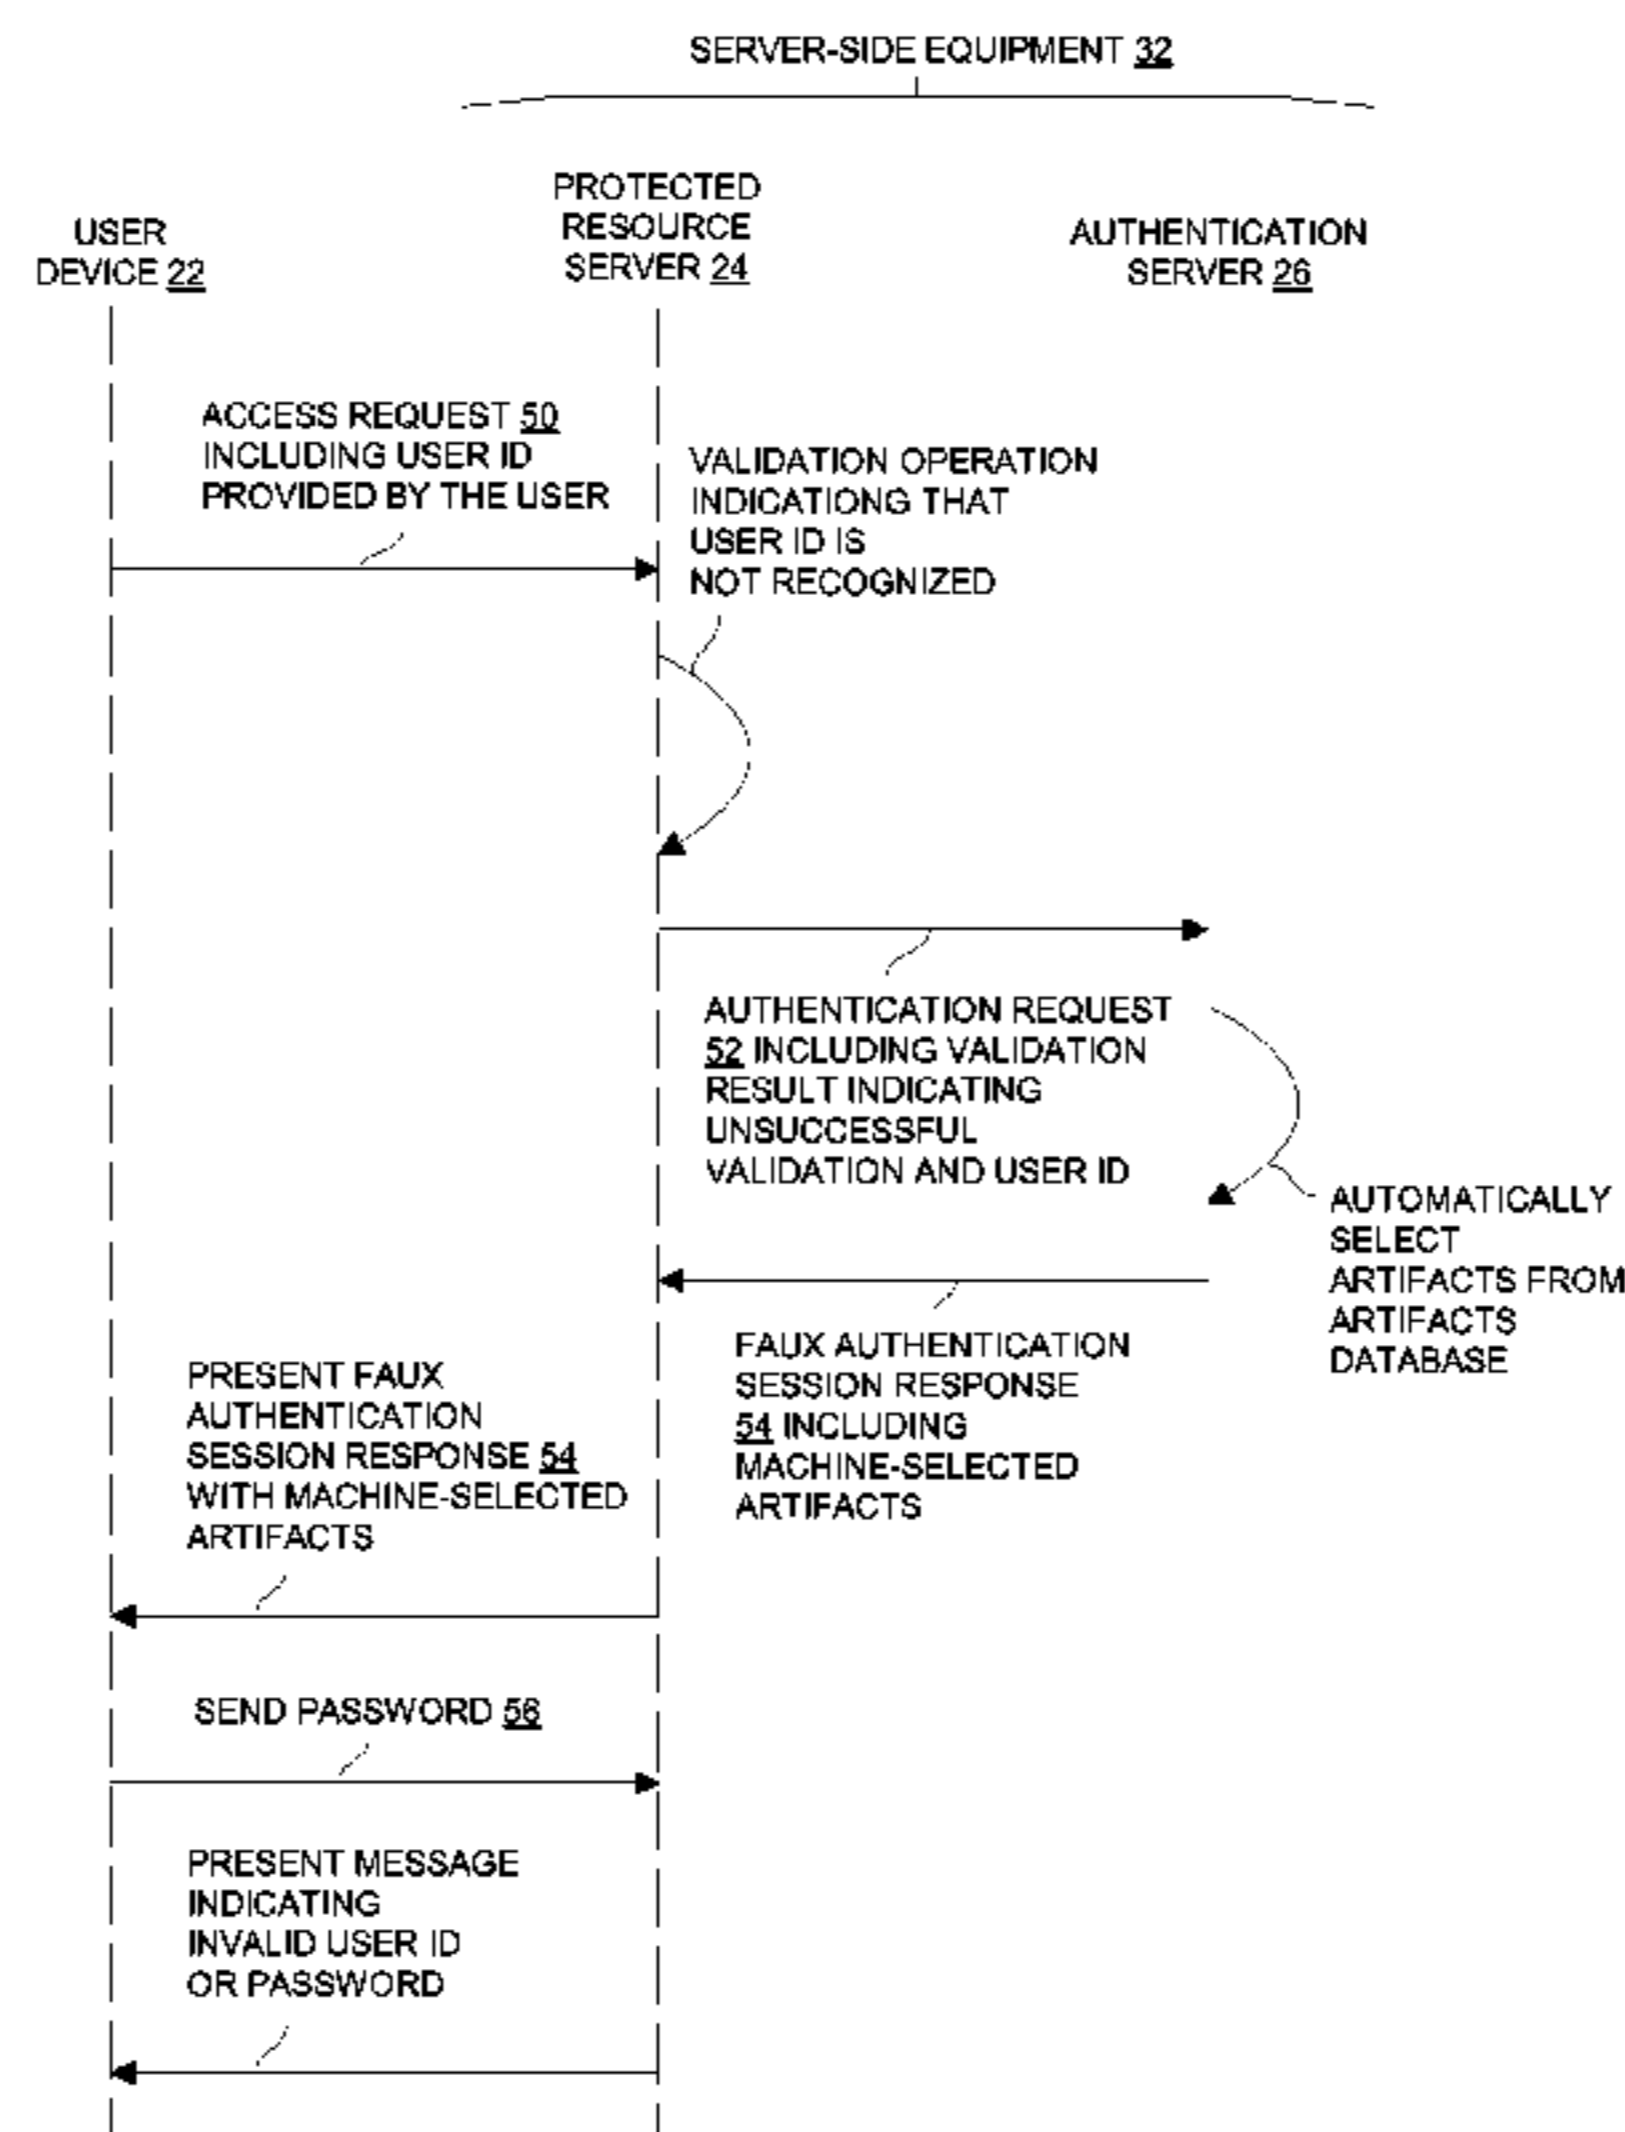 SERVER-SIDE EQUIPMENT 32
USER
DEVICE 22
PROTECTED
RESOURCE
SERVER 24
AUTHENTICATION
SERVER 26
ACCESS REQUEST 50
INCLUDING USER ID
PROVIDED BY THE USER
VALIDATION OPERATION
INDICATIONG THAT
USER ID IS
NOT RECOGNIZED
AUTHENTICATION REQUEST
52 INCLUDING VALIDATION
RESULT INDICATING
UNSUCCESSFUL
VALIDATION AND USER ID
AUTOMATICALLY
SELECT
ARTIFACTS FROM
ARTIFACTS
DATABASE
FAUX AUTHENTICATION
SESSION RESPONSE
54 INCLUDING
MACHINE-SELECTED
ARTIFACTS
PRESENT FAUX
AUTHENTICATION
SESSION RESPONSE 54
WITH MACHINE-SELECTED
ARTIFACTS
SEND PASSWORD 56
PRESENT MESSAGE
INDICATING
INVALID USER ID
OR PASSWORD